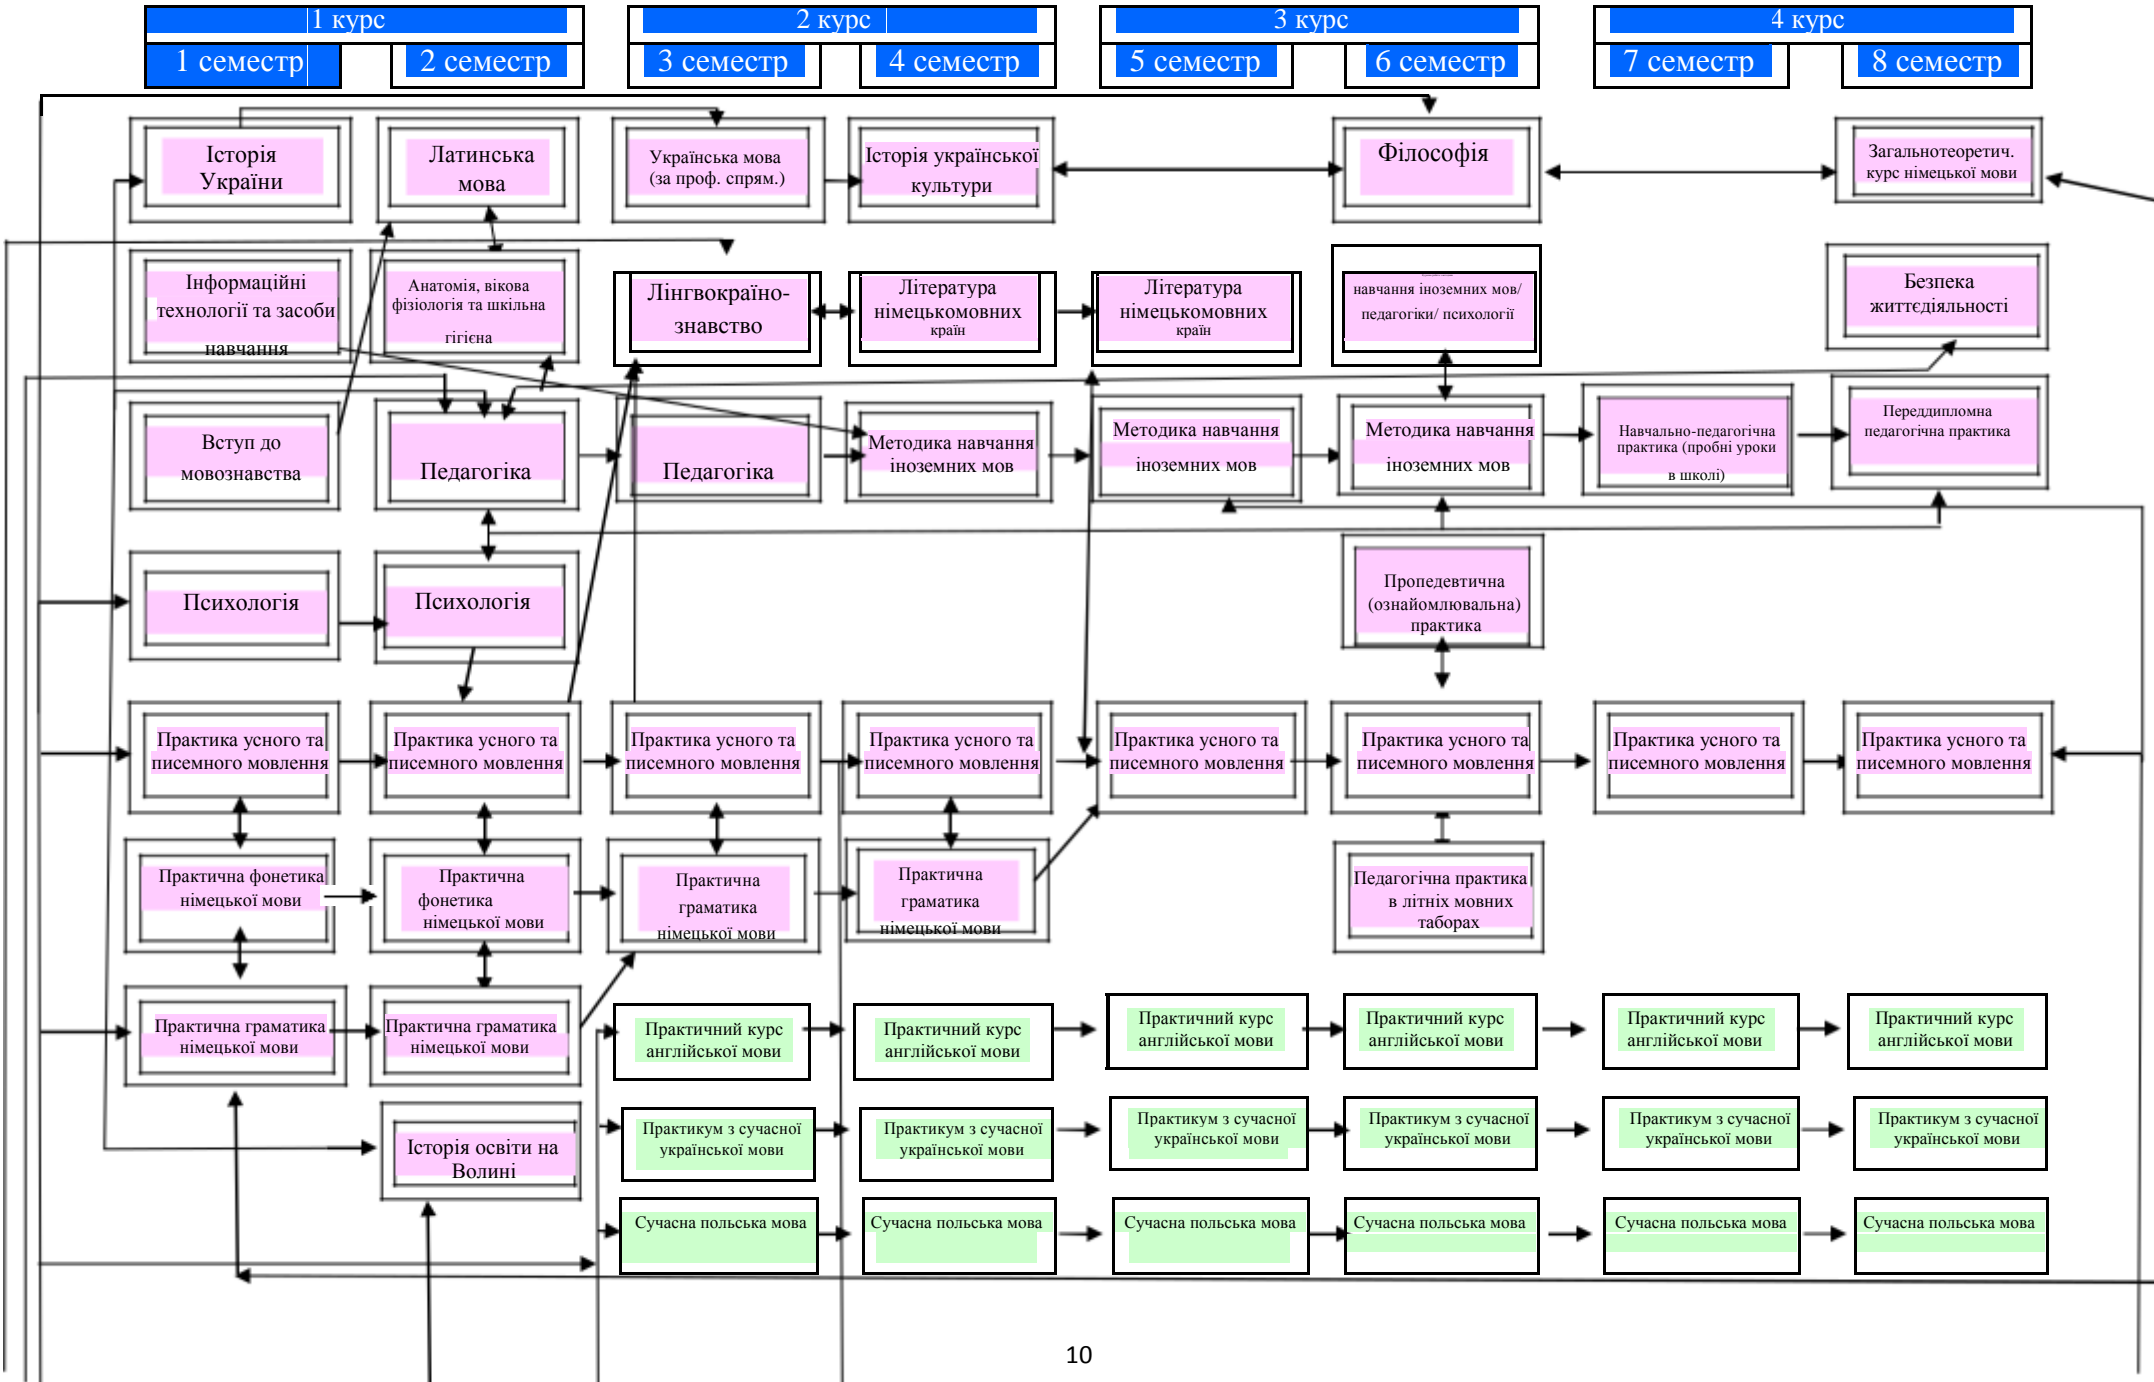 1 курс
2 курс
3 курс
4 курс
1 семестр
2 семестр
3 семестр
4 семестр
5 семестр
6 семестр
7 семестр
8 семестр
Історія
України
Латинська
мова
Українська мова
(за проф. спрям.)
Історія української
культури
Філософія
Загальнотеоретич.
курс німецької мови
Інформаційні
технології та засоби
навчання
Анатомія, вікова
фізіологія та шкільна
гігієна
Лінгвокраїно-
знавство
Література
німецькомовних
країн
Література
німецькомовних
країн
навчання іноземних мов/
педагогіки/ психології
Безпека
життєдіяльності
Вступ до
мовознавства
Педагогіка
Педагогіка
Методика навчання
іноземних мов
Методика навчання
іноземних мов
Методика навчання
іноземних мов
Навчально-педагогічна
практика (пробні уроки
в школі)
Переддипломна
педагогічна практика
Психологія
Психологія
Пропедевтична
(ознайомлювальна)
практика
Практика усного та
писемного мовлення
Практика усного та
писемного мовлення
Практика усного та
писемного мовлення
Практика усного та
писемного мовлення
Практика усного та
писемного мовлення
Практика усного та
писемного мовлення
Практика усного та
писемного мовлення
Практика усного та
писемного мовлення
Практична фонетика
німецької мови
Практична
фонетика
німецької мови
Практична
граматика
німецької мови
Практична
граматика
німецької мови
Педагогічна практика
в літніх мовних
таборах
Практична граматика
німецької мови
Практична граматика
німецької мови
Практичний курс
англійської мови
Практичний курс
англійської мови
Практичний курс
англійської мови
Практичний курс
англійської мови
Практичний курс
англійської мови
Практичний курс
англійської мови
Історія освіти на
Волині
Практикум з сучасної
української мови
Практикум з сучасної
української мови
Практикум з сучасної
української мови
Практикум з сучасної
української мови
Практикум з сучасної
української мови
Практикум з сучасної
української мови
Сучасна польська мова
Сучасна польська мова
Сучасна польська мова
Сучасна польська мова
Сучасна польська мова
Сучасна польська мова
10